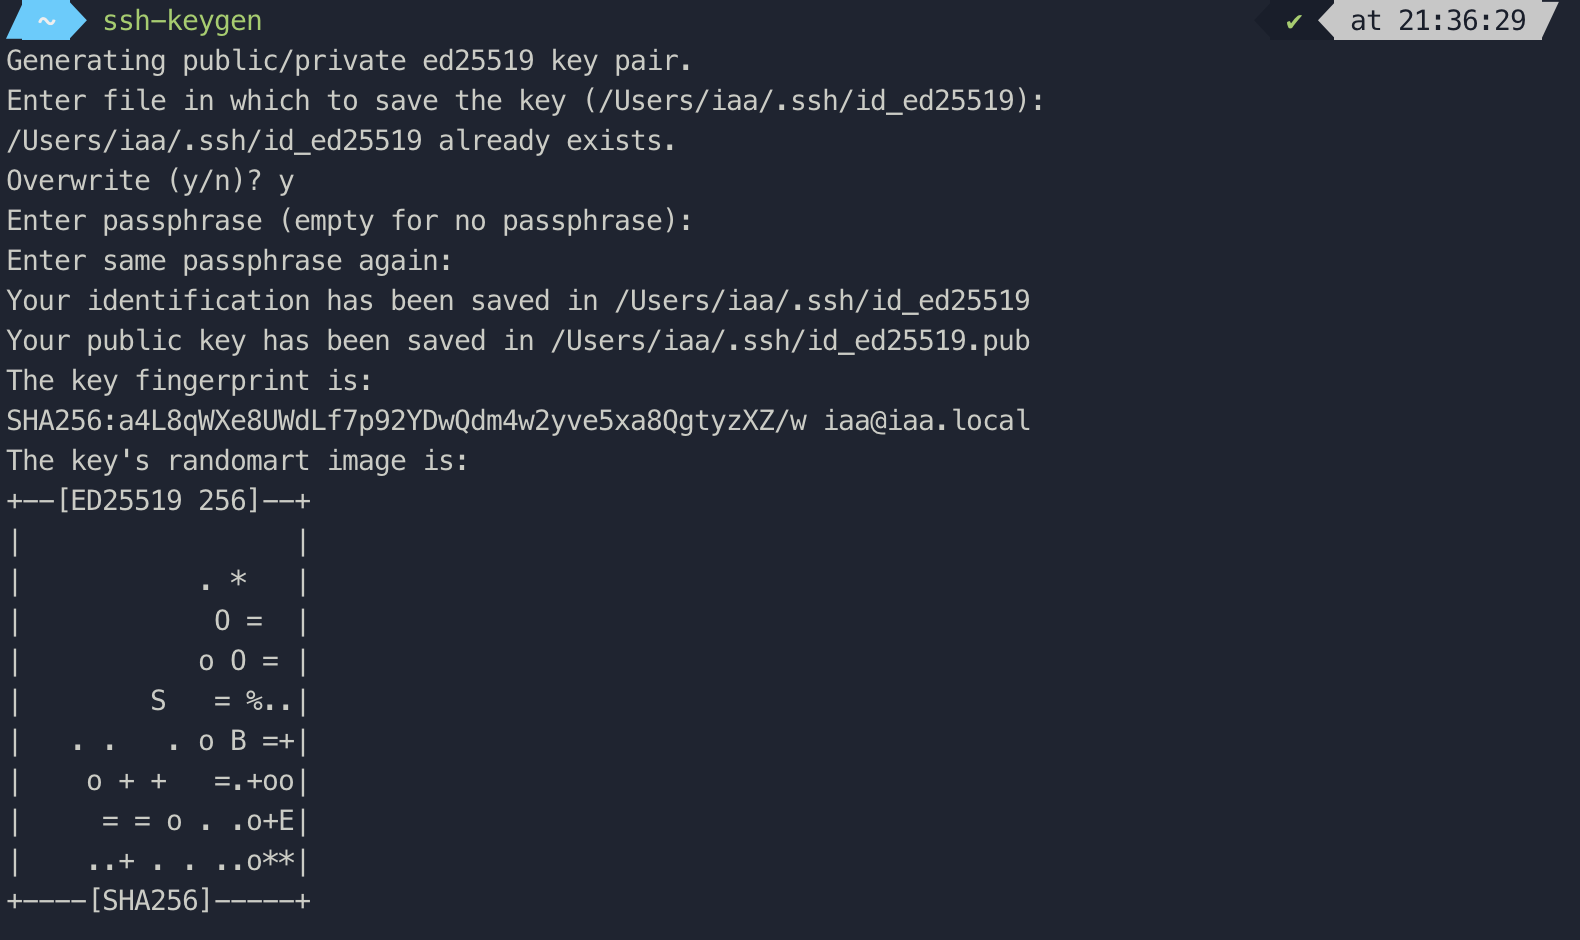 ~ ssh-keygen ✔ at 21:36:29
Generating public/private ed25519 key pair.
Enter file in which to save the key (/Users/iaa/.ssh/id_ed25519):
/Users/iaa/.ssh/id_ed25519 already exists.
Overwrite (y/n)? y
Enter passphrase (empty for no passphrase):
Enter same passphrase again:
Your identification has been saved in /Users/iaa/.ssh/id_ed25519
Your public key has been saved in /Users/iaa/.ssh/id_ed25519.pub
The key fingerprint is:
SHA256:a4L8qWXe8UWdLf7p92YDwQdm4w2yve5xa8QgtyzXZ/w iaa@iaa.local
The key's randomart image is:
+--[ED25519 256]--+
|                 |
|           . *   |
|            O =  |
|           o O = |
|        S   = %..|
|   . .   . o B =+|
|    o + +   =.+oo|
|     = = o . .o+E|
|    ..+ . . ..o**|
+----[SHA256]-----+